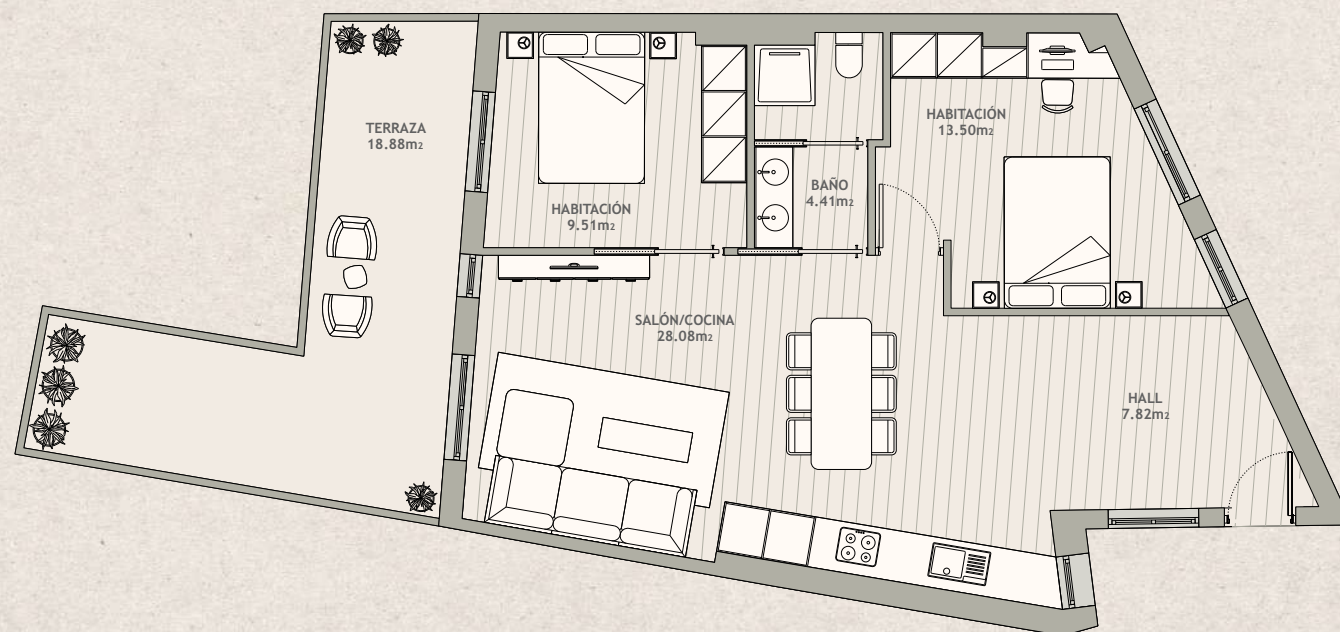 TERRAZA
18.88m2
HABITACIÓN
9.51m2
BAÑO
4.41m2
HABITACIÓN
13.50m2
SALÓN/COCINA
28.08m2
HALL
7.82m2